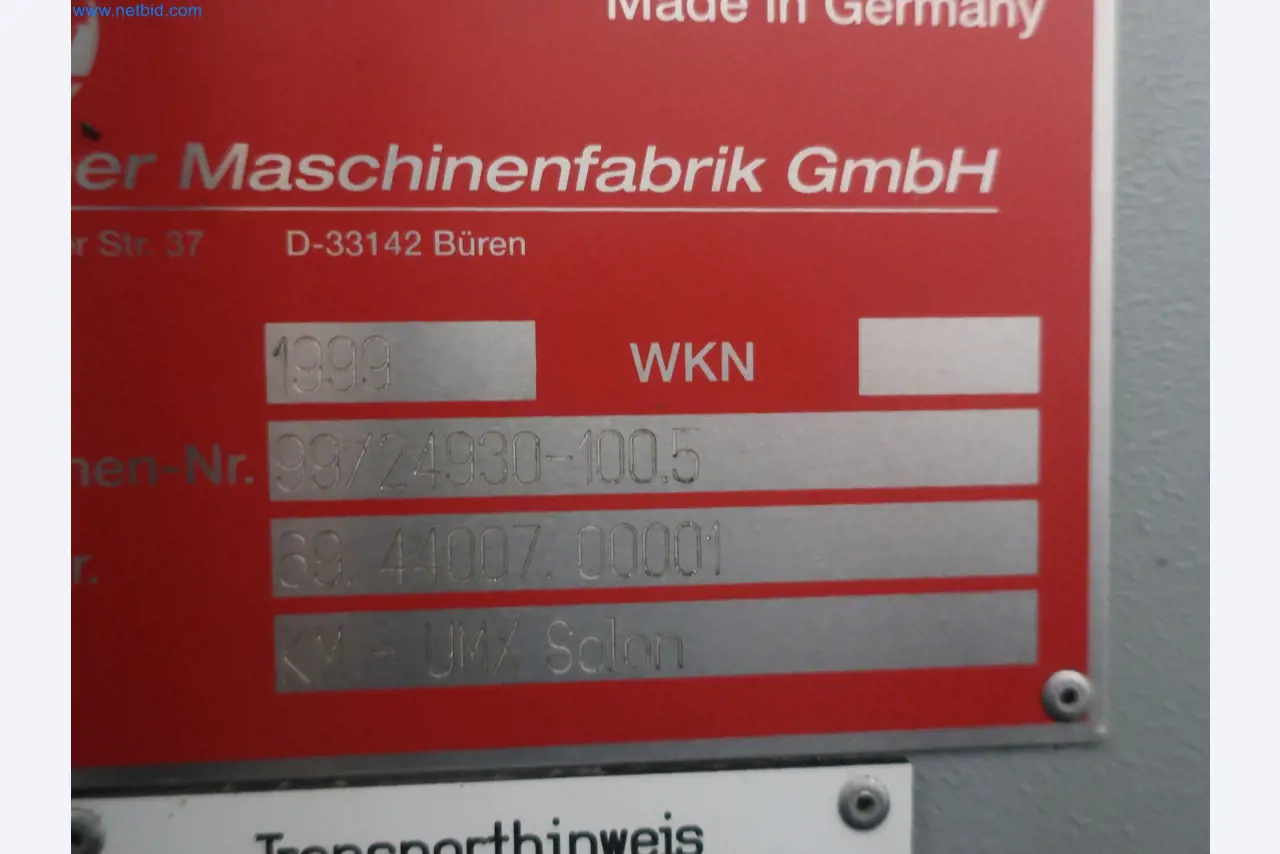 www.netbid.com
Made in Germany
er Maschinenfabrik GmbH
r Str. 37 D-33142 Büren
1999 WKN
nen-Nr. 99/24930-100.5
r. 69.44007.00001
KM - UMX Solon
Transporthinweis